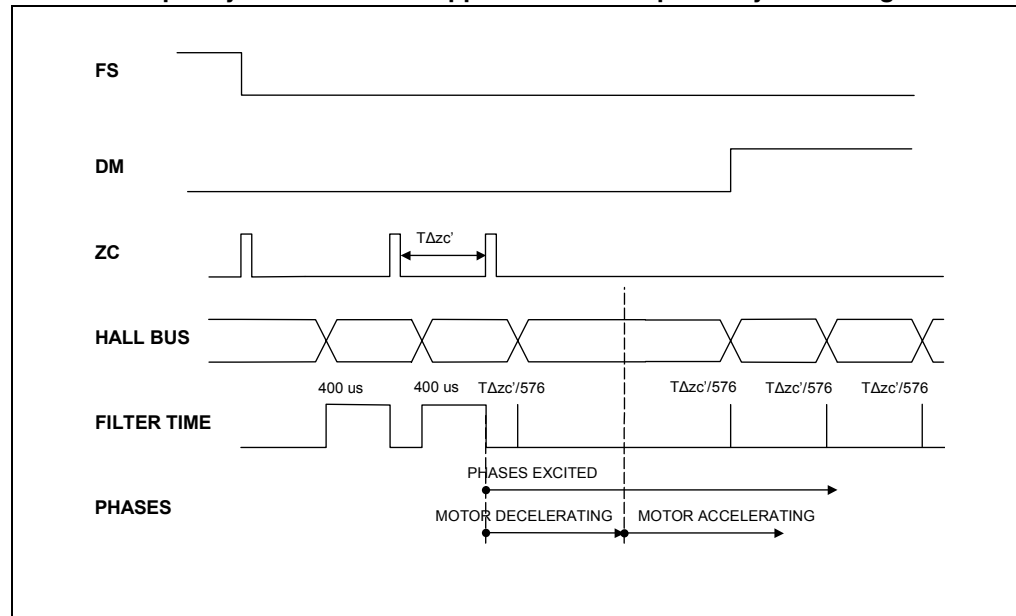 FS
DM
ZC
TΔzc'
HALL BUS
400 us 400 us TΔzc'/576 TΔzc'/576 TΔzc'/576 TΔzc'/576
FILTER TIME
PHASES EXCITED
PHASES
MOTOR DECELERATING MOTOR ACCELERATING